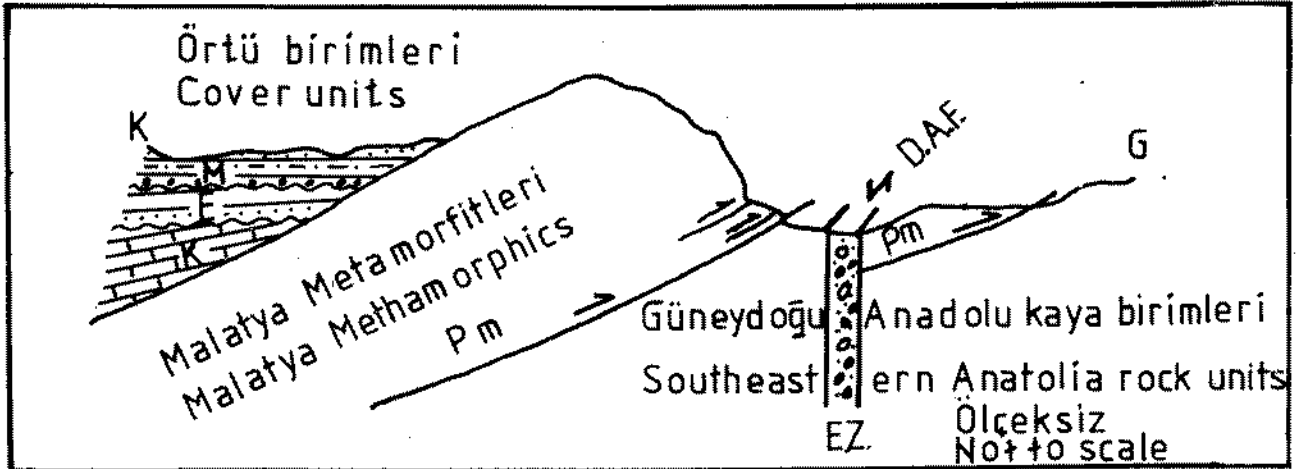 Örtü birimleri
Cover units
K
M
K
Malatya Metamorfitleri
Malatya Methamorphics
Pm
D.A.F.
G
Pm
Güneydoğu Anadolu kaya birimleri
Southeastern Anatolia rock units
E.Z.
Ölçeksiz
Not to scale